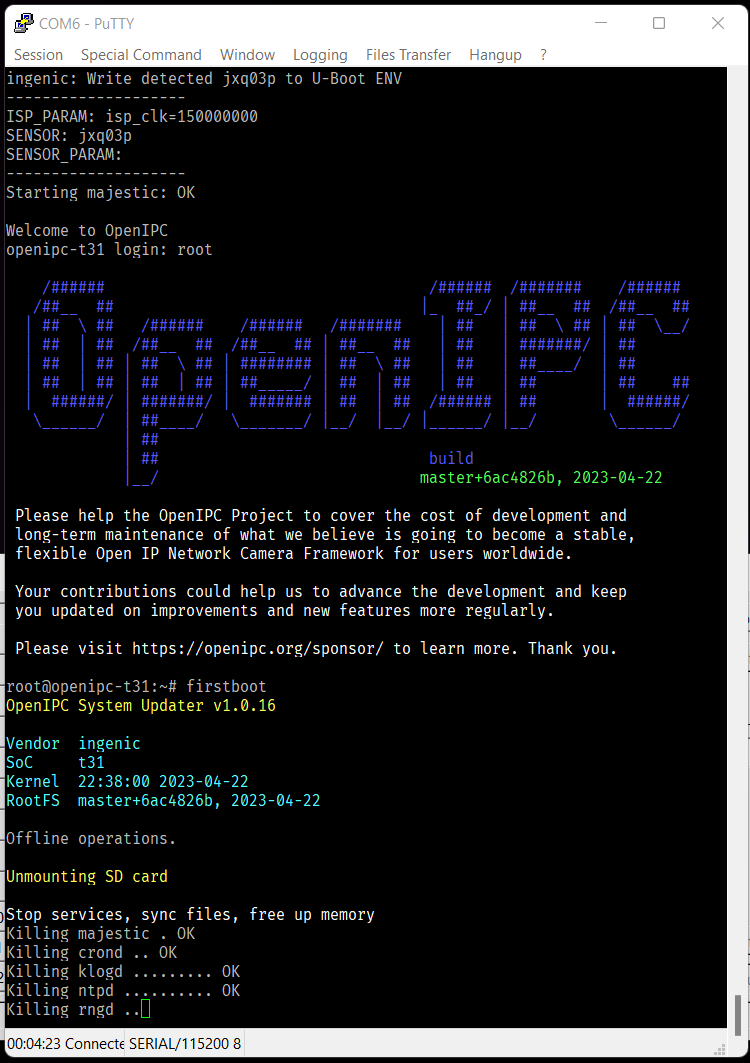 COM6 - PuTTY
Session Special Command Window Logging Files Transfer Hangup ?
ingenic: Write detected jxq03p to U-Boot ENV
--------------------
ISP_PARAM: isp_clk=150000000
SENSOR: jxq03p
SENSOR_PARAM:
--------------------
Starting majestic: OK
Welcome to OpenIPC
openipc-t31 login: root
OpenIPC
build
master+6ac4826b, 2023-04-22
Please help the OpenIPC Project to cover the cost of development and
long-term maintenance of what we believe is going to become a stable,
flexible Open IP Network Camera Framework for users worldwide.
Your contributions could help us to advance the development and keep
you updated on improvements and new features more regularly.
Please visit https://openipc.org/sponsor/ to learn more. Thank you.
root@openipc-t31:~# firstboot
OpenIPC System Updater v1.0.16
Vendor ingenic
SoC t31
Kernel 22:38:00 2023-04-22
RootFS master+6ac4826b, 2023-04-22
Offline operations.
Unmounting SD card
Stop services, sync files, free up memory
Killing majestic . OK
Killing crond .. OK
Killing klogd ......... OK
Killing ntpd .......... OK
Killing rngd ..
00:04:23 Connecte SERIAL/115200 8